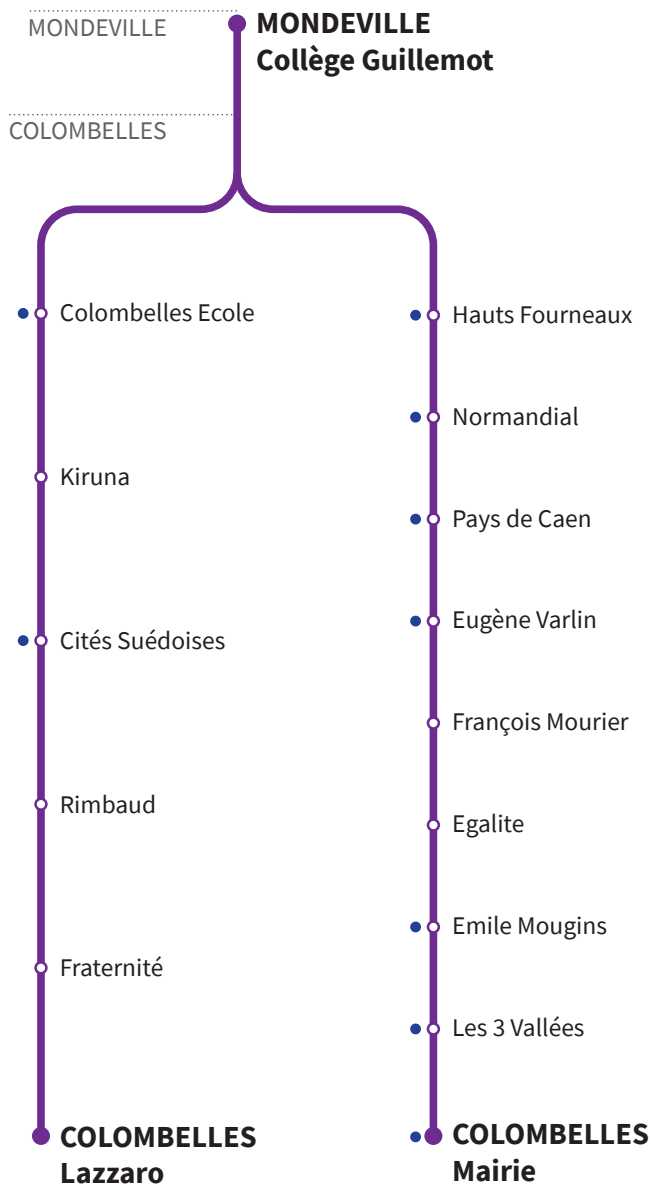 MONDEVILLE
MONDEVILLE
Collège Guillemot
COLOMBELLES
Colombelles Ecole
Kiruna
Cités Suédoises
Rimbaud
Fraternité
COLOMBELLES
Lazzaro
Hauts Fourneaux
Normandial
Pays de Caen
Eugène Varlin
François Mourier
Egalite
Emile Mougins
Les 3 Vallées
COLOMBELLES
Mairie